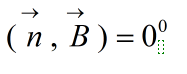 (n⃗, B⃗) = 0⁰